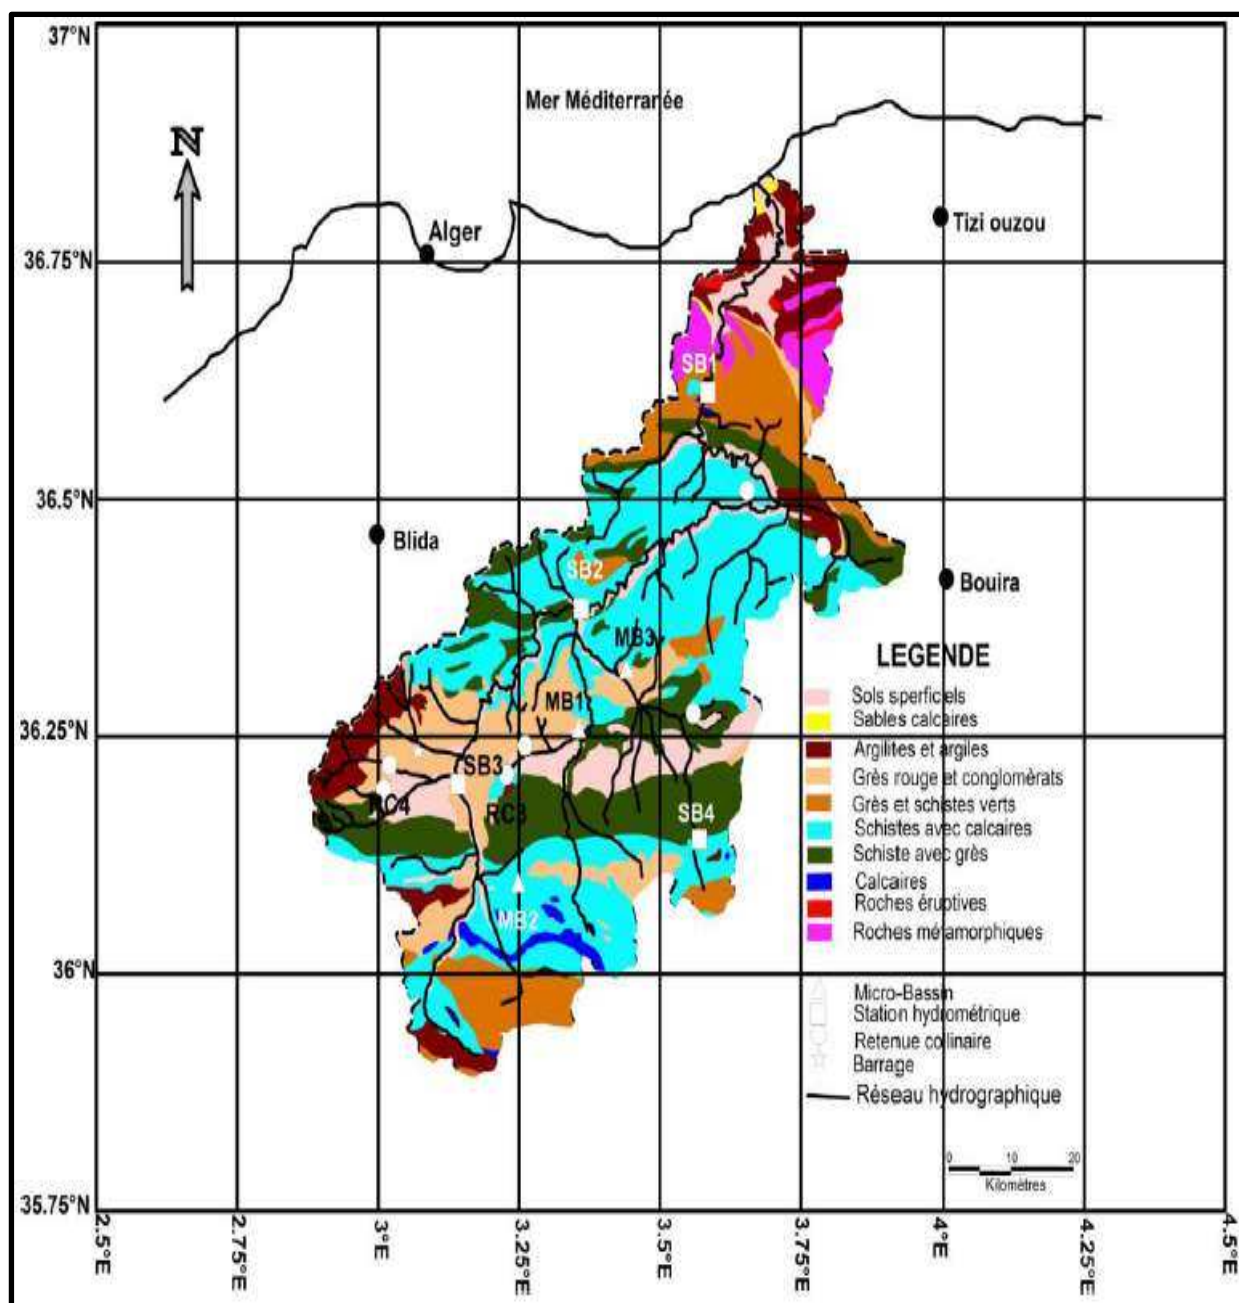 37°N
Mer Méditerranée
N
Alger
Tizi ouzou
36.75°N
SB1
36.5°N
Blida
SB2
Bouira
MB3
LEGENDE
Sols sperficiels
Sables calcaires
MB1
36.25°N
Argilites et argiles
SB3
Grès rouge et conglomèrats
RC4
RC3
SB4
Grès et schistes verts
Schistes avec calcaires
Schiste avec grès
Calcaires
MB2
Roches éruptives
Roches métamorphiques
36°N
Micro-Bassin
Station hydrométrique
Retenue collinaire
Barrage
Réseau hydrographique
0 10 20
Kilomètres
35.75°N
2.5°E
2.75°E
3°E
3.25°E
3.5°E
3.75°E
4°E
4.25°E
4.5°E